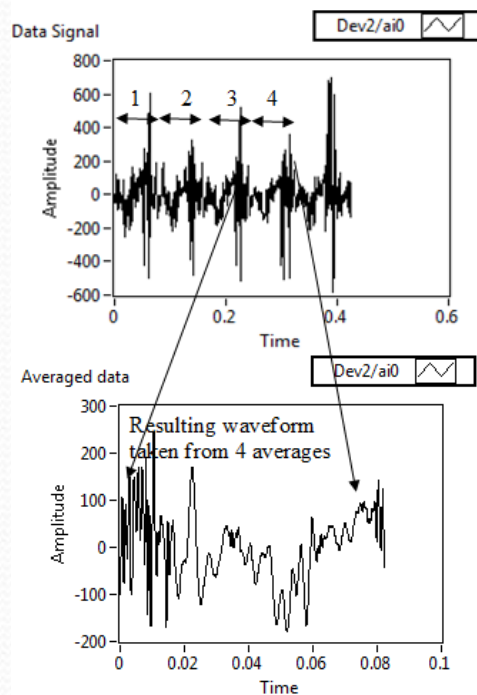 Data Signal
Dev2/ai0
800
600
400
200
0
-200
-400
-600
Amplitude
1 2 3 4
0 0.2 0.4 0.6
Time
Averaged data
Dev2/ai0
300
200
100
0
-100
-200
Amplitude
Resulting waveform
taken from 4 averages
0 0.02 0.04 0.06 0.08 0.1
Time